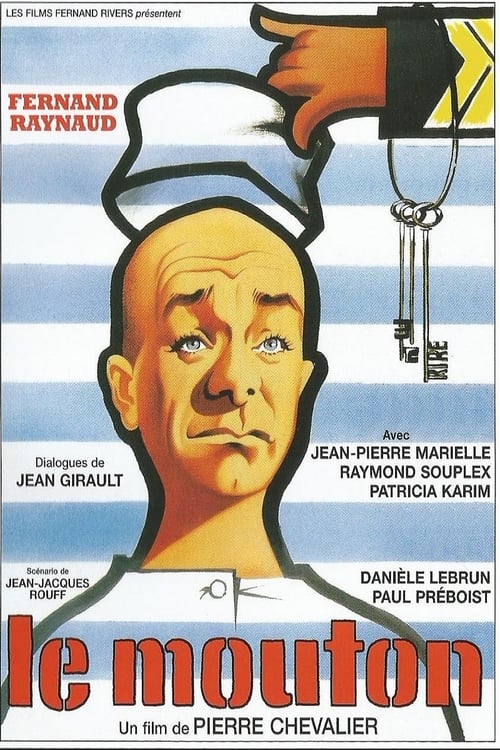 LES FILMS FERNAND RIVERS présentent
FERNAND
RAYNAUD
RIRE
Avec
JEAN-PIERRE MARIELLE
RAYMOND SOUPLEX
PATRICIA KARIM
Dialogues de
JEAN GIRAULT
Scénario de
JEAN-JACQUES
ROUFF
DANIÈLE LEBRUN
PAUL PRÉBOIST
le mouton
Un film de PIERRE CHEVALIER